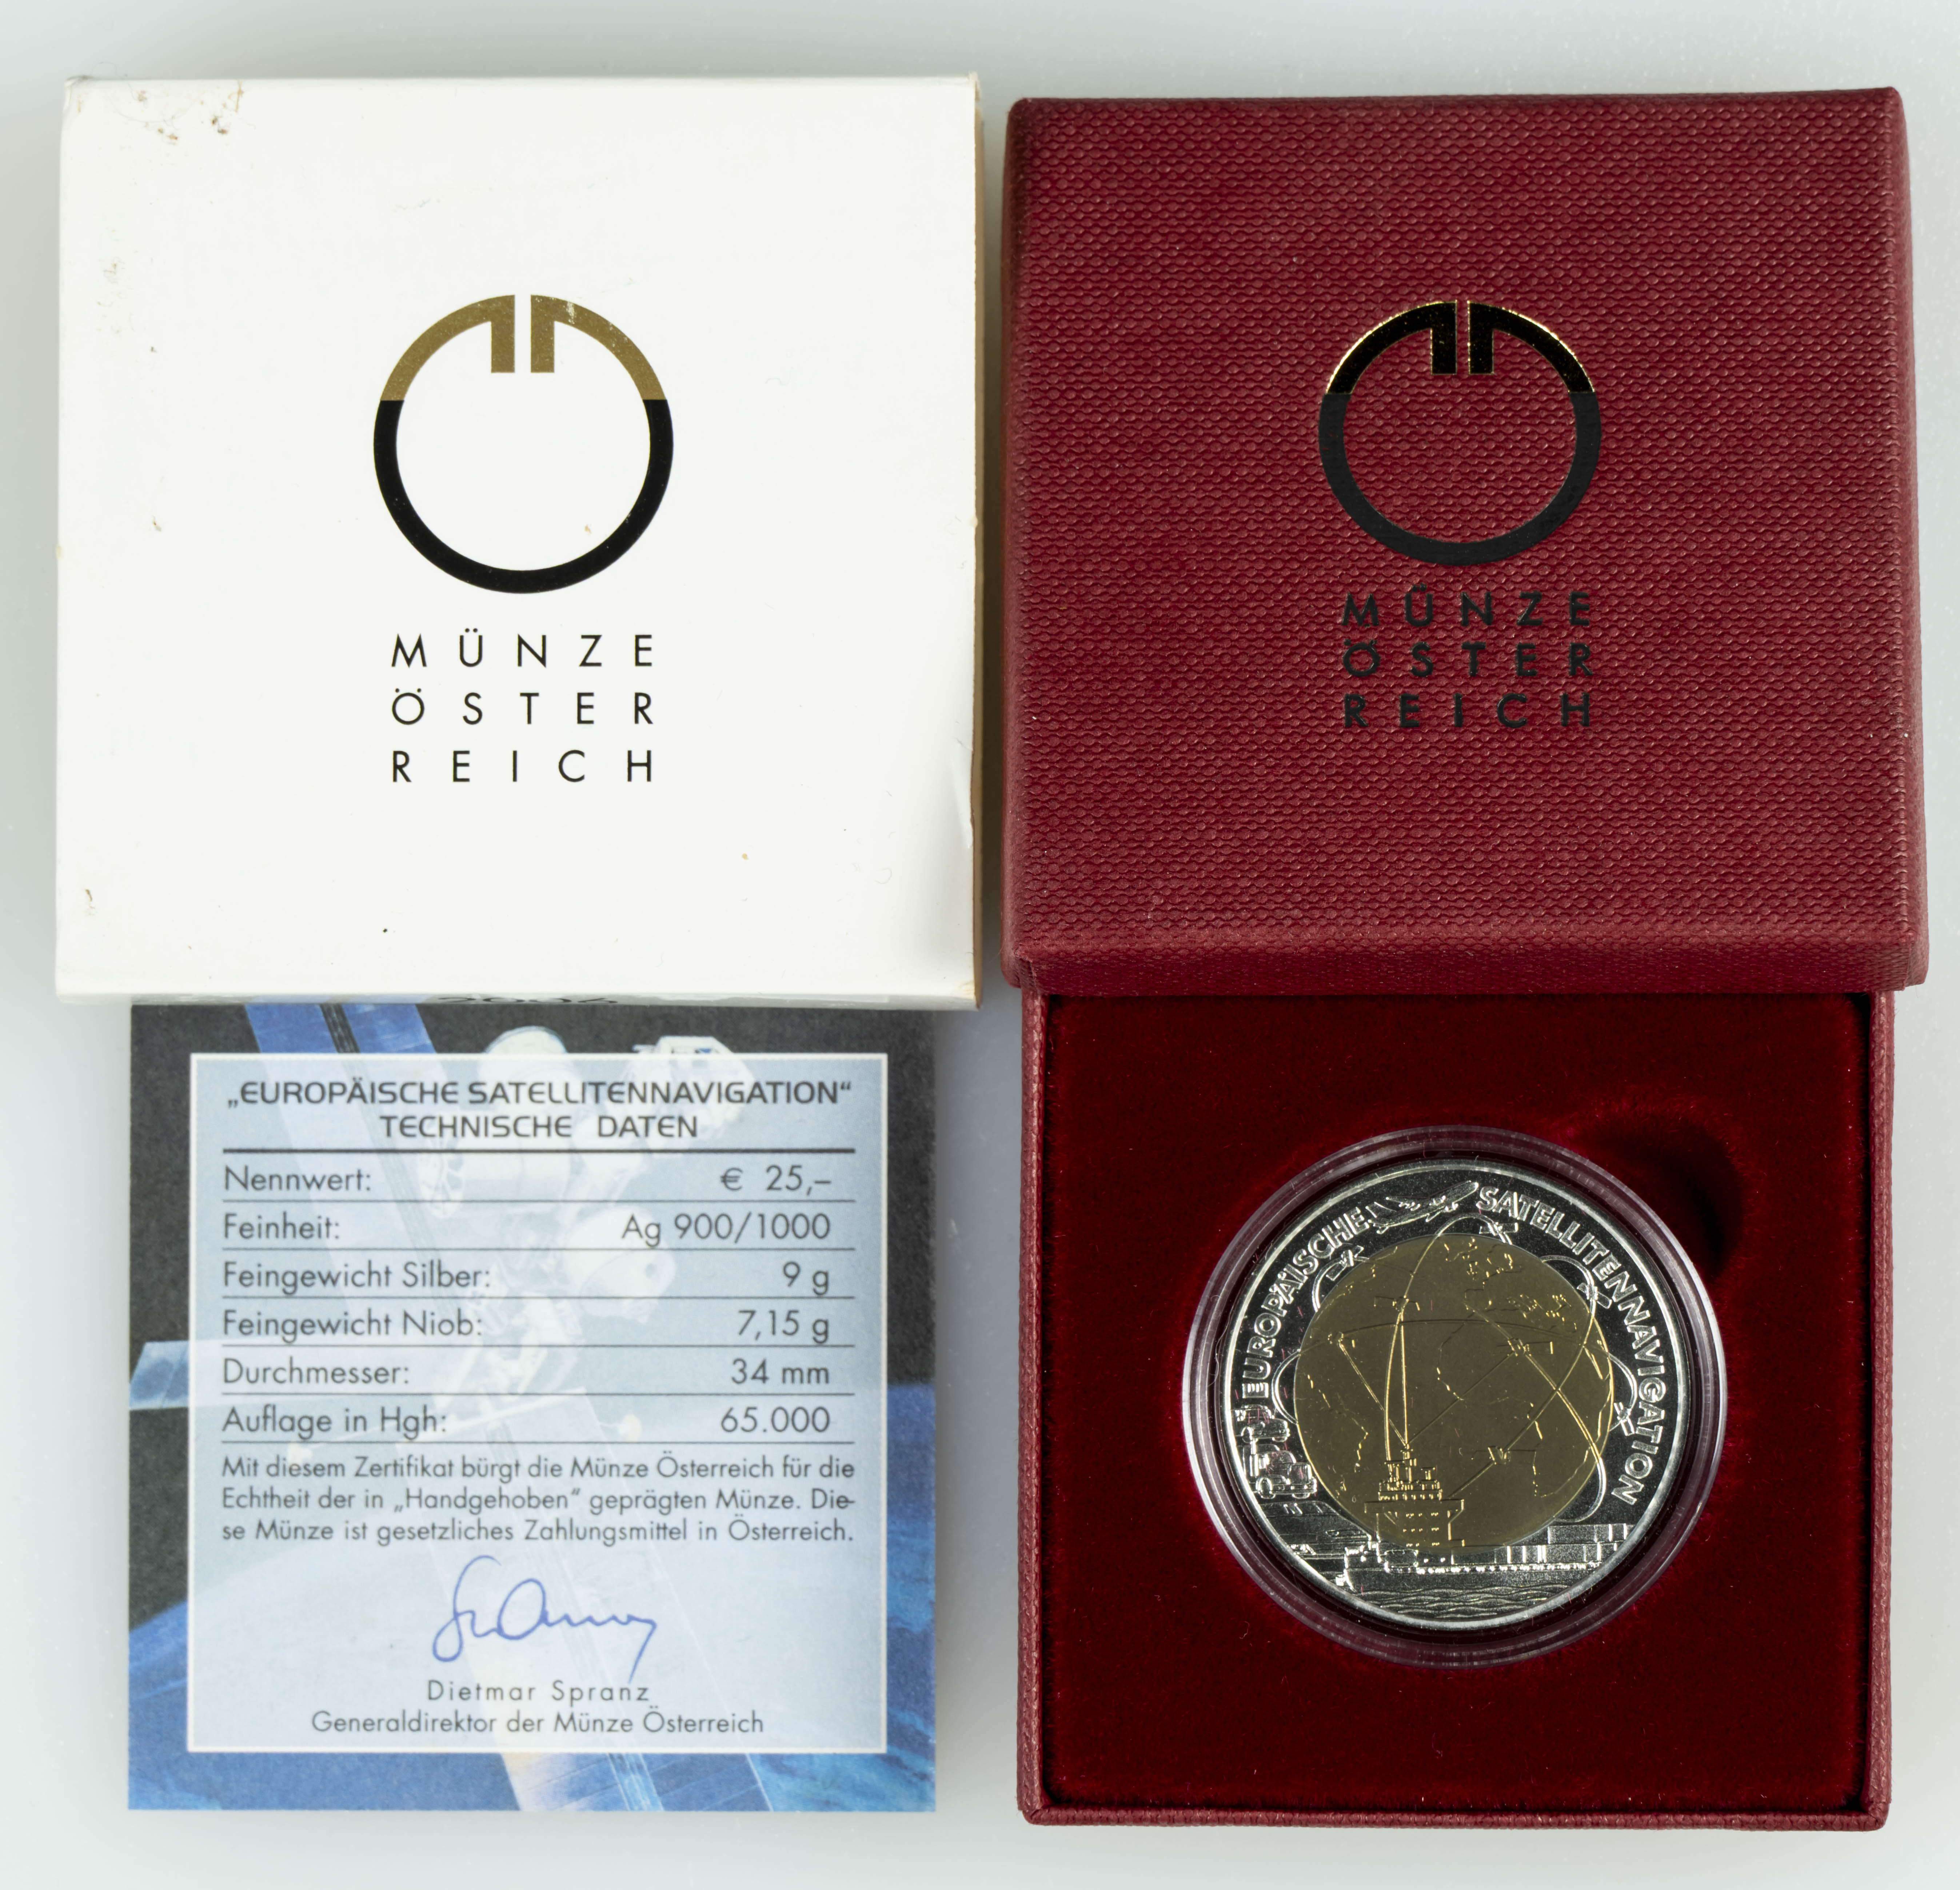 MÜNZE
ÖSTER
REICH
MÜNZE
ÖSTER
REICH
2006
„EUROPÄISCHE SATELLITENNAVIGATION“
TECHNISCHE DATEN
Nennwert: € 25,–
Feinheit: Ag 900/1000
Feingewicht Silber: 9 g
Feingewicht Niob: 7,15 g
Durchmesser: 34 mm
Auflage in Hgh: 65.000
Mit diesem Zertifikat bürgt die Münze Österreich für die
Echtheit der in „Handgehoben“ geprägten Münze. Die-
se Münze ist gesetzliches Zahlungsmittel in Österreich.
Dietmar Spranz
Generaldirektor der Münze Österreich
EUROPÄISCHE SATELLITENNAVIGATION